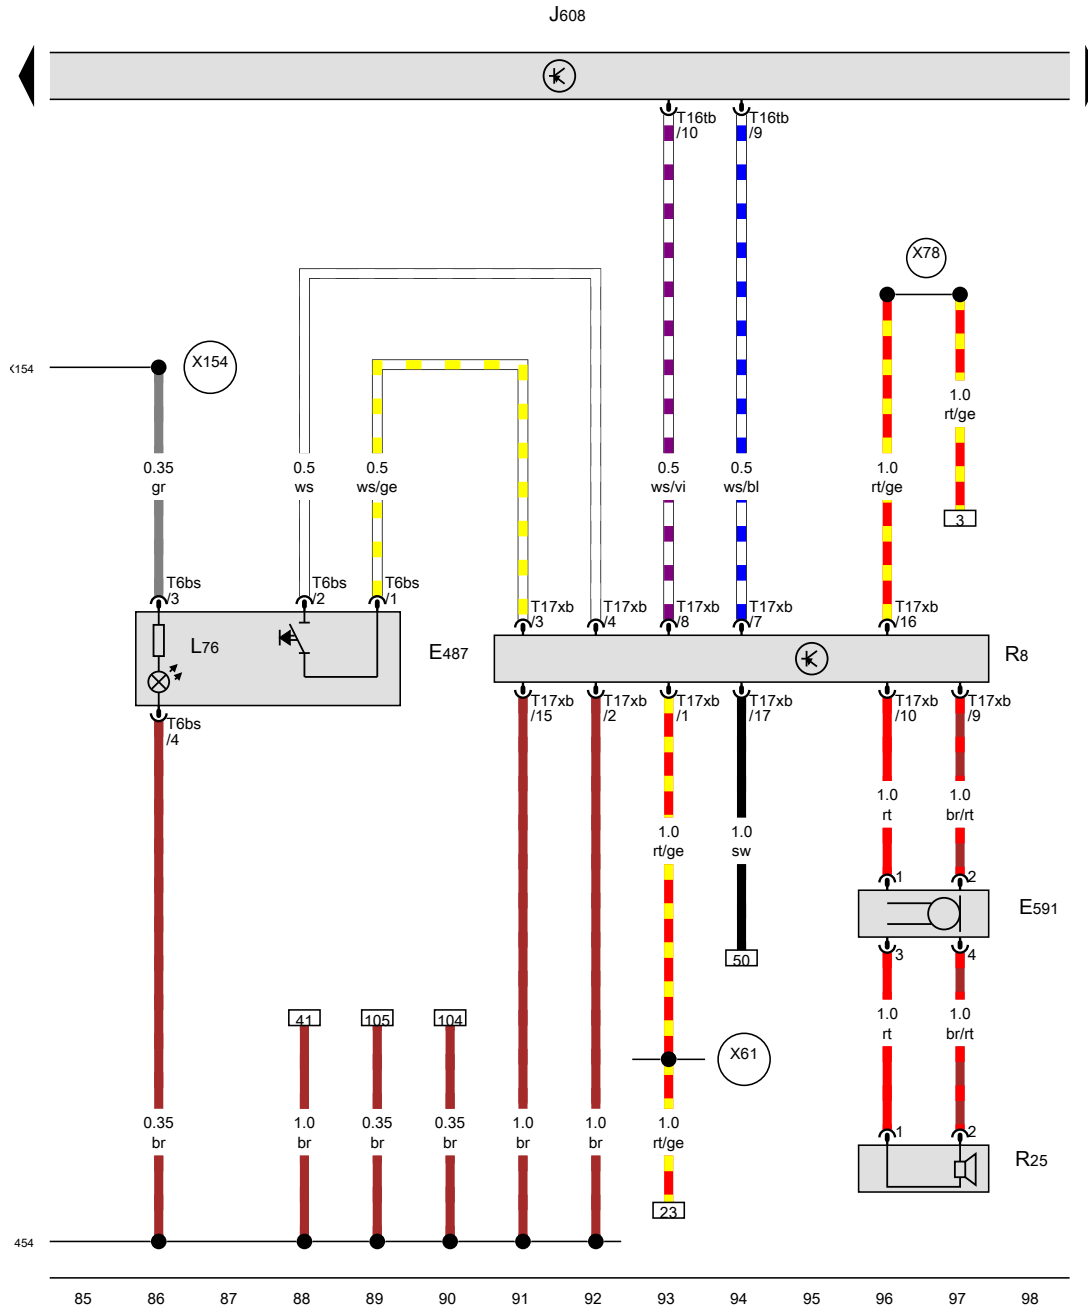 J608
T16tb
/10
T16tb
/9
X78
X154
X154
1.0
rt/ge
0.35
gr
0.5
ws
0.5
ws/ge
0.5
ws/vi
0.5
ws/bl
1.0
rt/ge
3
T6bs
/3
T6bs
/2
T6bs
/1
T17xb
/3
T17xb
/4
T17xb
/8
T17xb
/7
T17xb
/16
L76
E487
R8
T6bs
/4
T17xb
/15
T17xb
/2
T17xb
/1
T17xb
/17
T17xb
/10
T17xb
/9
1.0
rt
1.0
br/rt
1.0
rt/ge
1.0
sw
1
2
E591
3
4
50
41
105
104
1.0
rt
1.0
br/rt
X61
0.35
br
1.0
br
0.35
br
0.35
br
1.0
br
1.0
br
1.0
rt/ge
1
2
R25
23
454
85 86 87 88 89 90 91 92 93 94 95 96 97 98